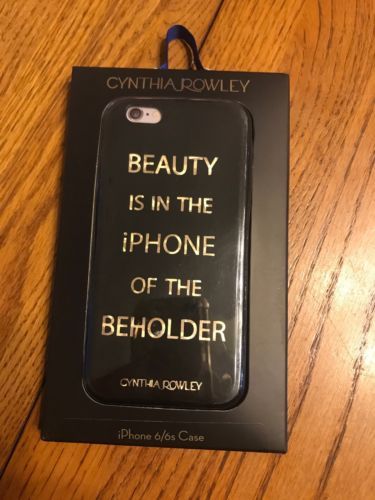 CYNTHIA ROWLEY
BEAUTY
IS IN THE
iPHONE
OF THE
BEHOLDER
CYNTHIA ROWLEY
iPhone 6/6s Case